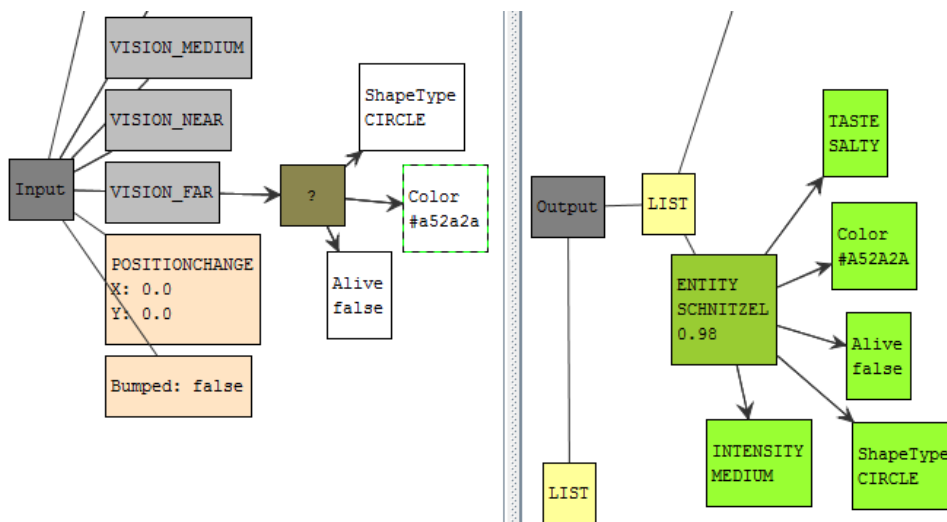 VISION_MEDIUM
VISION_NEAR
Input
VISION_FAR
?
ShapeType
CIRCLE
Color
#a52a2a
Alive
false
POSITIONCHANGE
X: 0.0
Y: 0.0
Bumped: false
Output
LIST
LIST
ENTITY
SCHNITZEL
0.98
TASTE
SALTY
Color
#A52A2A
Alive
false
ShapeType
CIRCLE
INTENSITY
MEDIUM